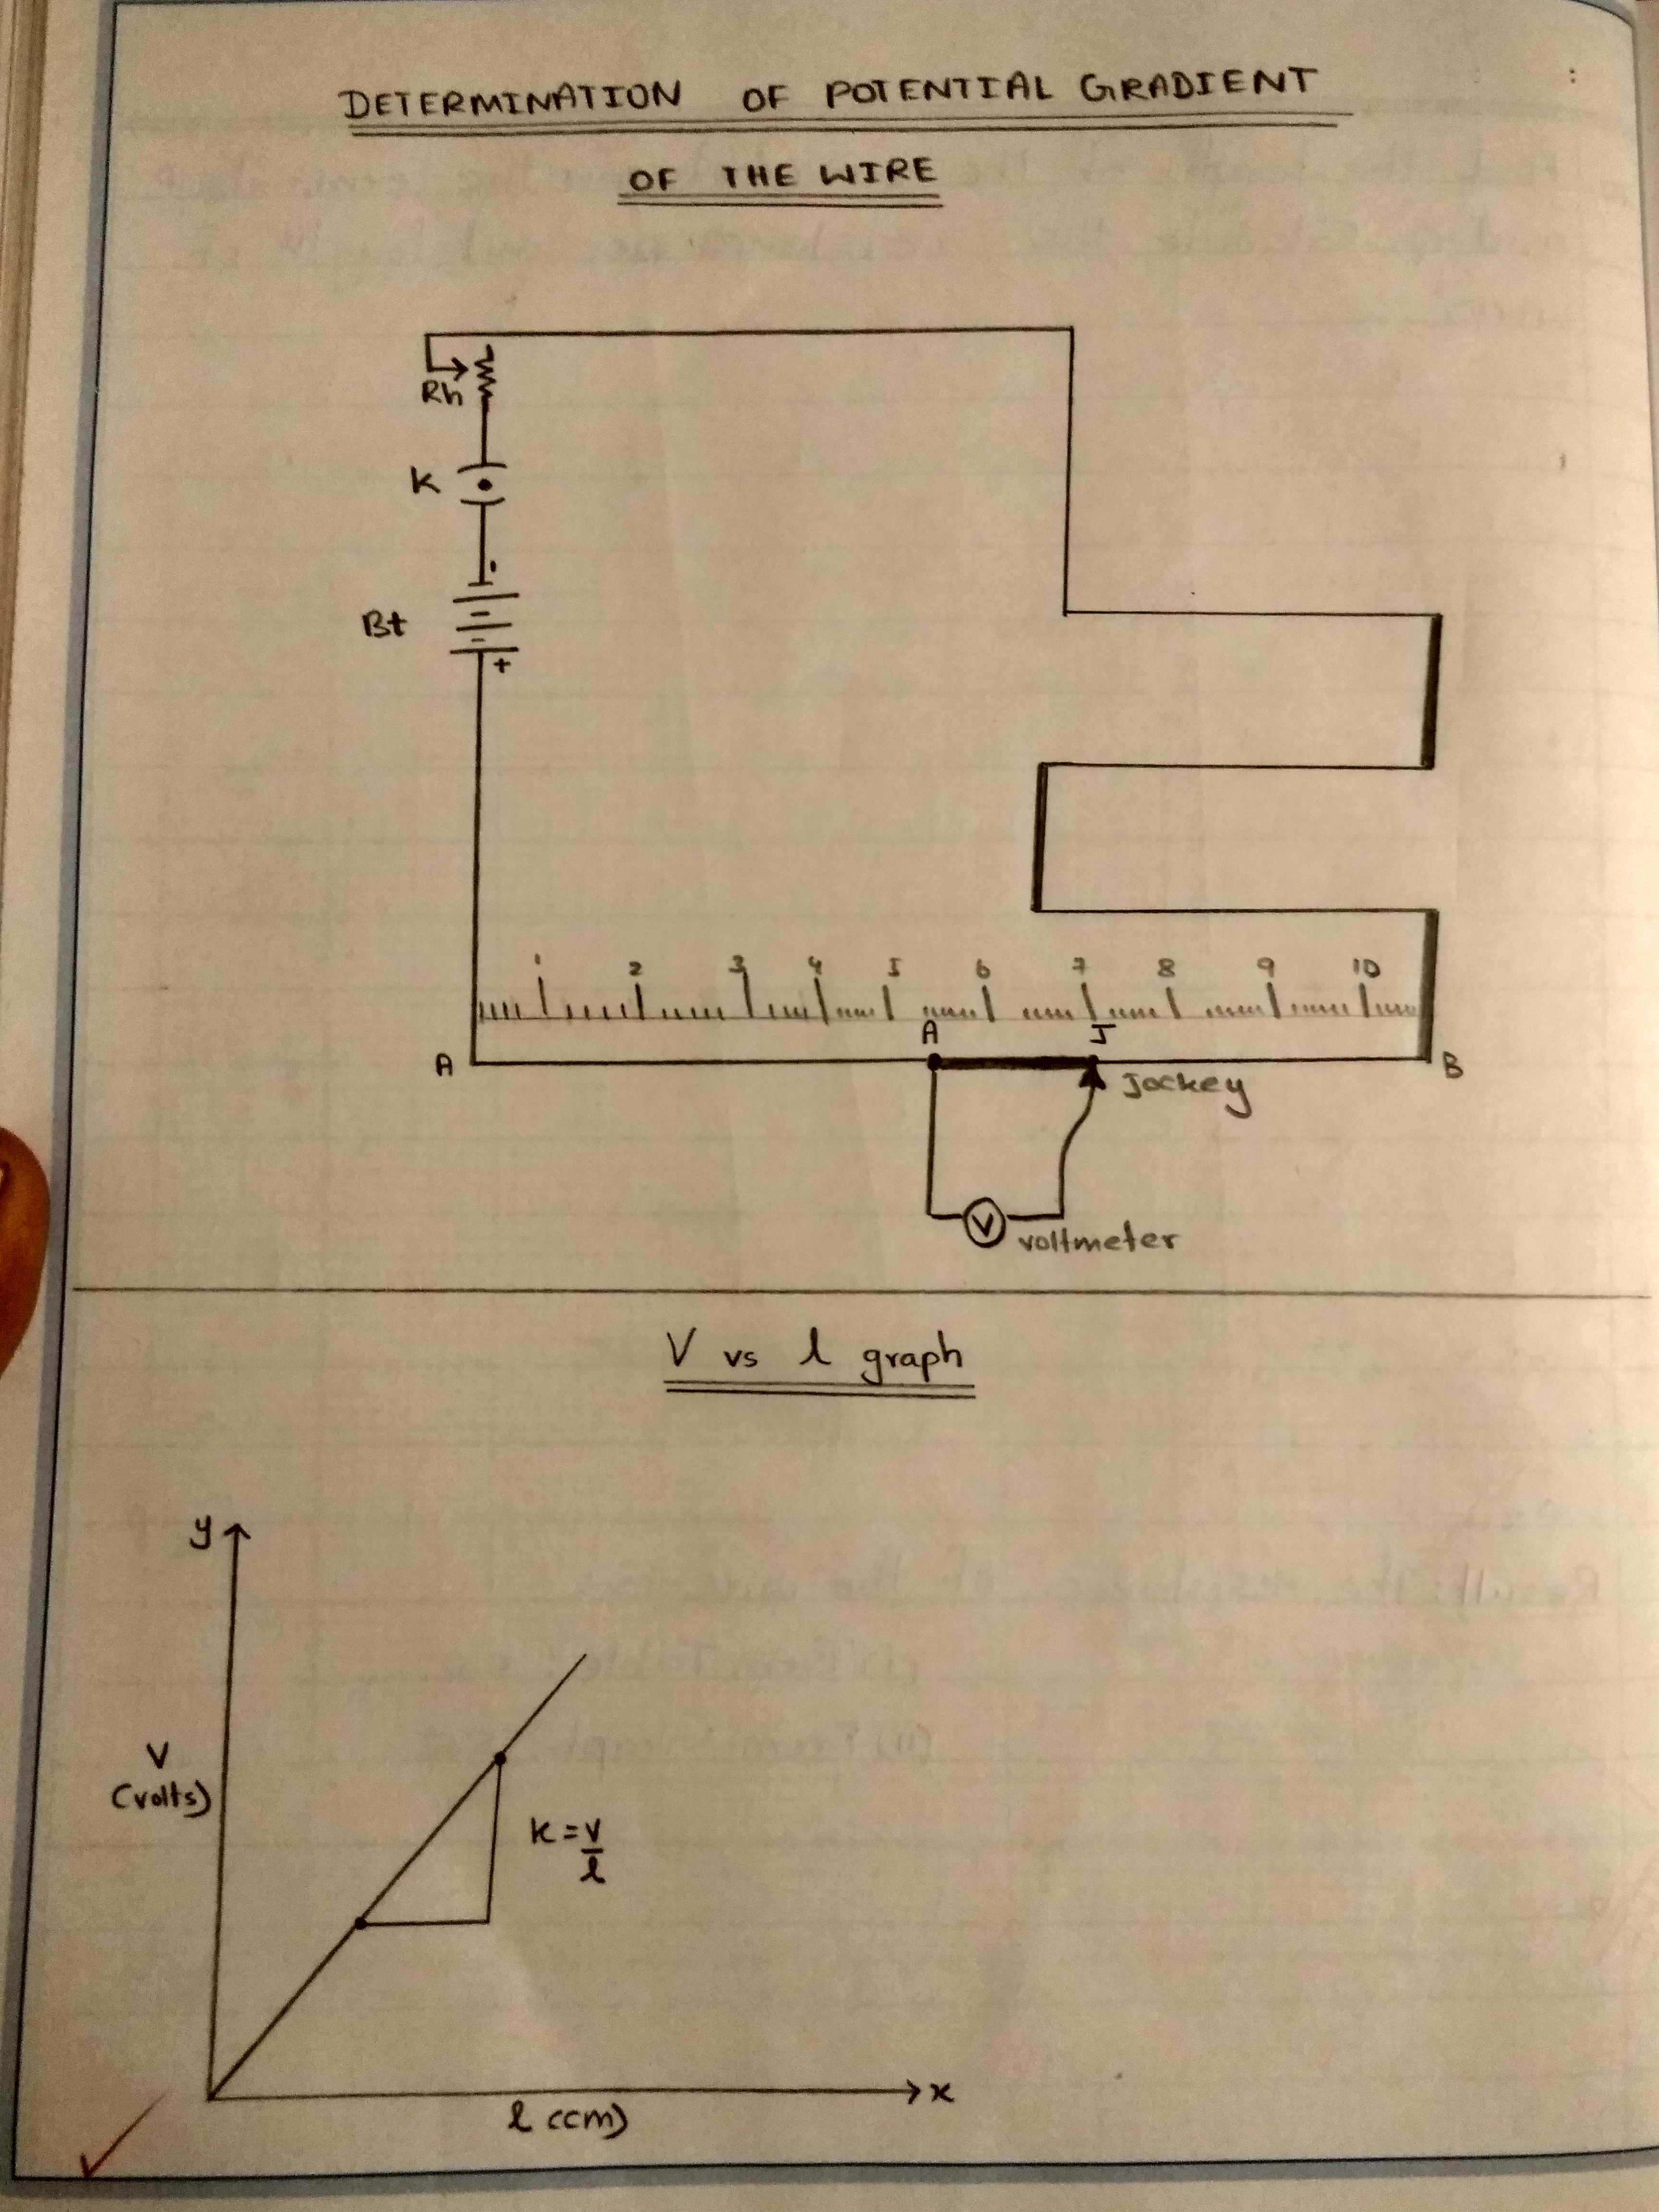 DETERMINATION OF POTENTIAL GRADIENT
OF THE WIRE
Rh
K
-
Bt
+
1 2 3 4 5 6 7 8 9 10
A J
A B
Jockey
V voltmeter
V vs l graph
y
V
(volts)
K = V
l
x
l (cm)